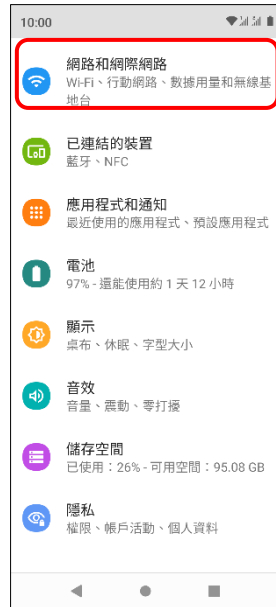 10:00
網路和網際網路
Wi-Fi、行動網路、數據用量和無線基
地台
已連結的裝置
藍牙、NFC
應用程式和通知
最近使用的應用程式、預設應用程式
電池
97% - 還能使用約 1 天 12 小時
顯示
桌布、休眠、字型大小
音效
音量、震動、零打擾
儲存空間
已使用：26% - 可用空間：95.08 GB
隱私
權限、帳戶活動、個人資料